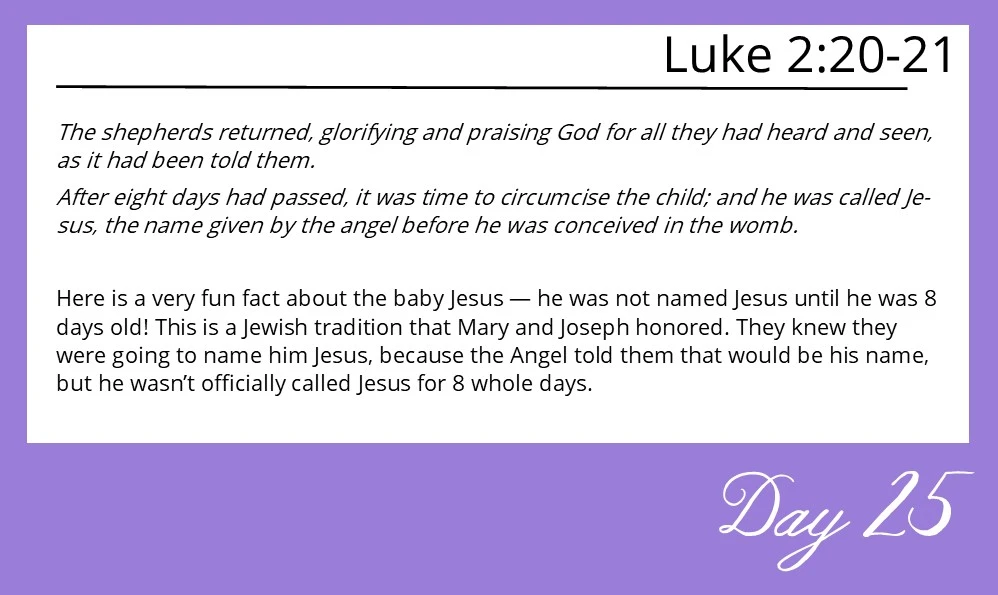 Luke 2:20-21
The shepherds returned, glorifying and praising God for all they had heard and seen,
as it had been told them.
After eight days had passed, it was time to circumcise the child; and he was called Je-
sus, the name given by the angel before he was conceived in the womb.
Here is a very fun fact about the baby Jesus — he was not named Jesus until he was 8
days old! This is a Jewish tradition that Mary and Joseph honored. They knew they
were going to name him Jesus, because the Angel told them that would be his name,
but he wasn’t officially called Jesus for 8 whole days.
Day 25